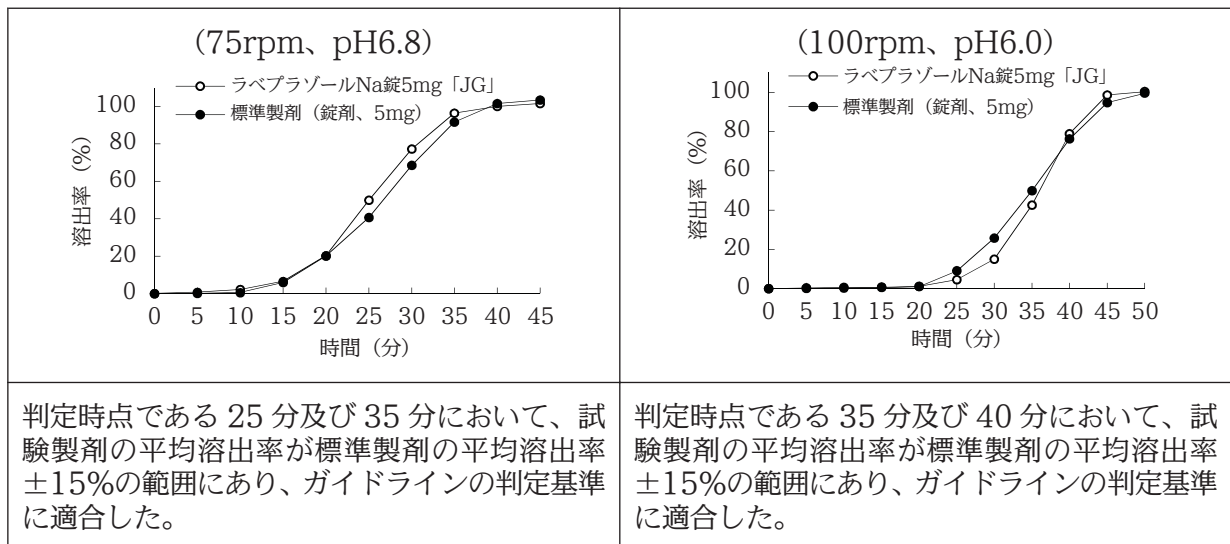 (75rpm、pH6.8)
ラベプラゾールNa錠5mg「JG」
標準製剤（錠剤、5mg）
溶出率（%）
100
80
60
40
20
0
0 5 10 15 20 25 30 35 40 45
時間（分）
判定時点である 25 分及び 35 分において、試
験製剤の平均溶出率が標準製剤の平均溶出率
±15%の範囲にあり、ガイドラインの判定基準
に適合した。
(100rpm、pH6.0)
ラベプラゾールNa錠5mg「JG」
標準製剤（錠剤、5mg）
溶出率（%）
100
80
60
40
20
0
0 5 10 15 20 25 30 35 40 45 50
時間（分）
判定時点である 35 分及び 40 分において、試
験製剤の平均溶出率が標準製剤の平均溶出率
±15%の範囲にあり、ガイドラインの判定基準
に適合した。